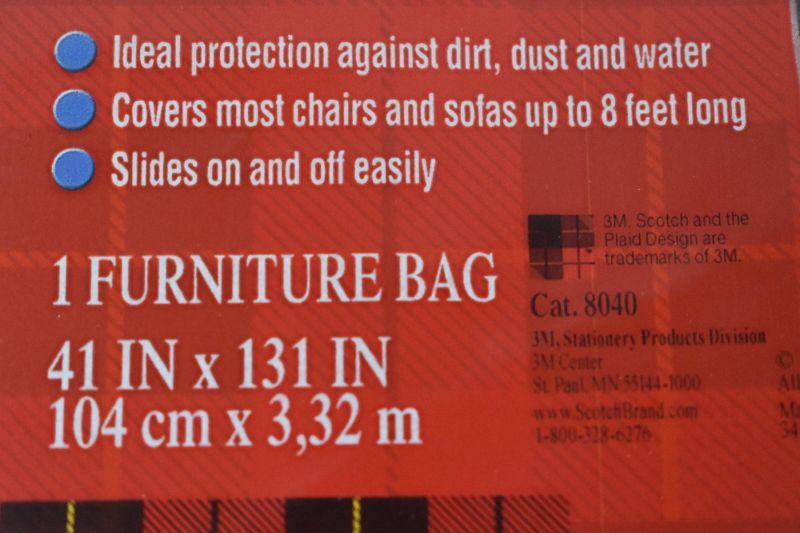 Ideal protection against dirt, dust and water
Covers most chairs and sofas up to 8 feet long
Slides on and off easily
3M, Scotch and the
Plaid Design are
trademarks of 3M.
1 FURNITURE BAG
41 IN x 131 IN
104 cm x 3,32 m
Cat. 8040
3M, Stationery Products Division
3M Center
St. Paul, MN 55144-1000
www.ScotchBrand.com
1-800-328-6276
©
All
34